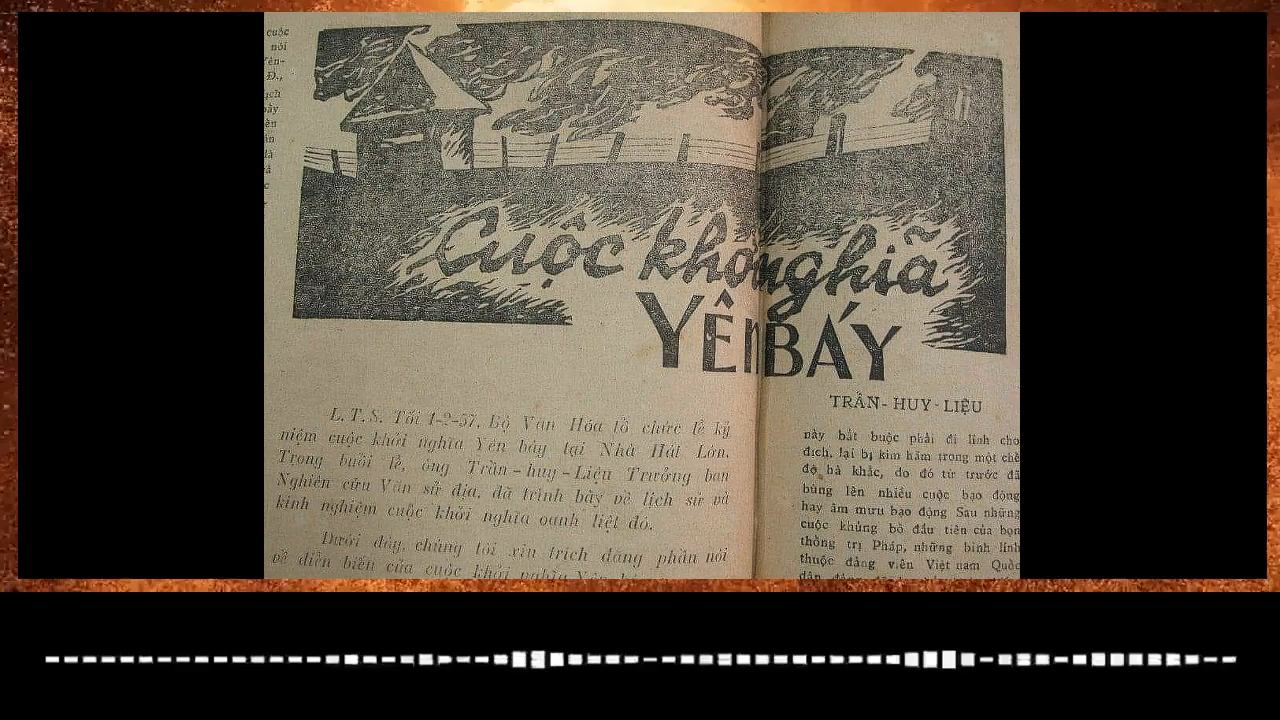 cuộc
nói
Cuộc khởi nghĩa
YÊN BÁY
TRẦN-HUY-LIỆU
L. T. S. Tối 1-2-57, Bộ Văn Hóa tổ chức lễ kỷ
niệm cuộc khởi nghĩa Yên báy tại Nhà Hát Lớn.
Trong buổi lễ, ông Trần-huy-Liệu Trưởng ban
Nghiên cứu Văn sử địa, đã trình bày về lịch sử và
kinh nghiệm cuộc khởi nghĩa oanh liệt đó.
Dưới đây, chúng tôi xin trích đăng phần nói
về diễn biến của cuộc khởi nghĩa Yên
này bắt buộc phải đi lính cho
địch, lại bị kìm hãm trong một chế
độ hà khắc, do đó từ trước đã
bùng lên nhiều cuộc bạo động
hay âm mưu bạo động Sau những
cuộc khủng bố đầu tiên của bọn
thống trị Pháp, những binh lính
thuộc đảng viên Việt nam Quốc